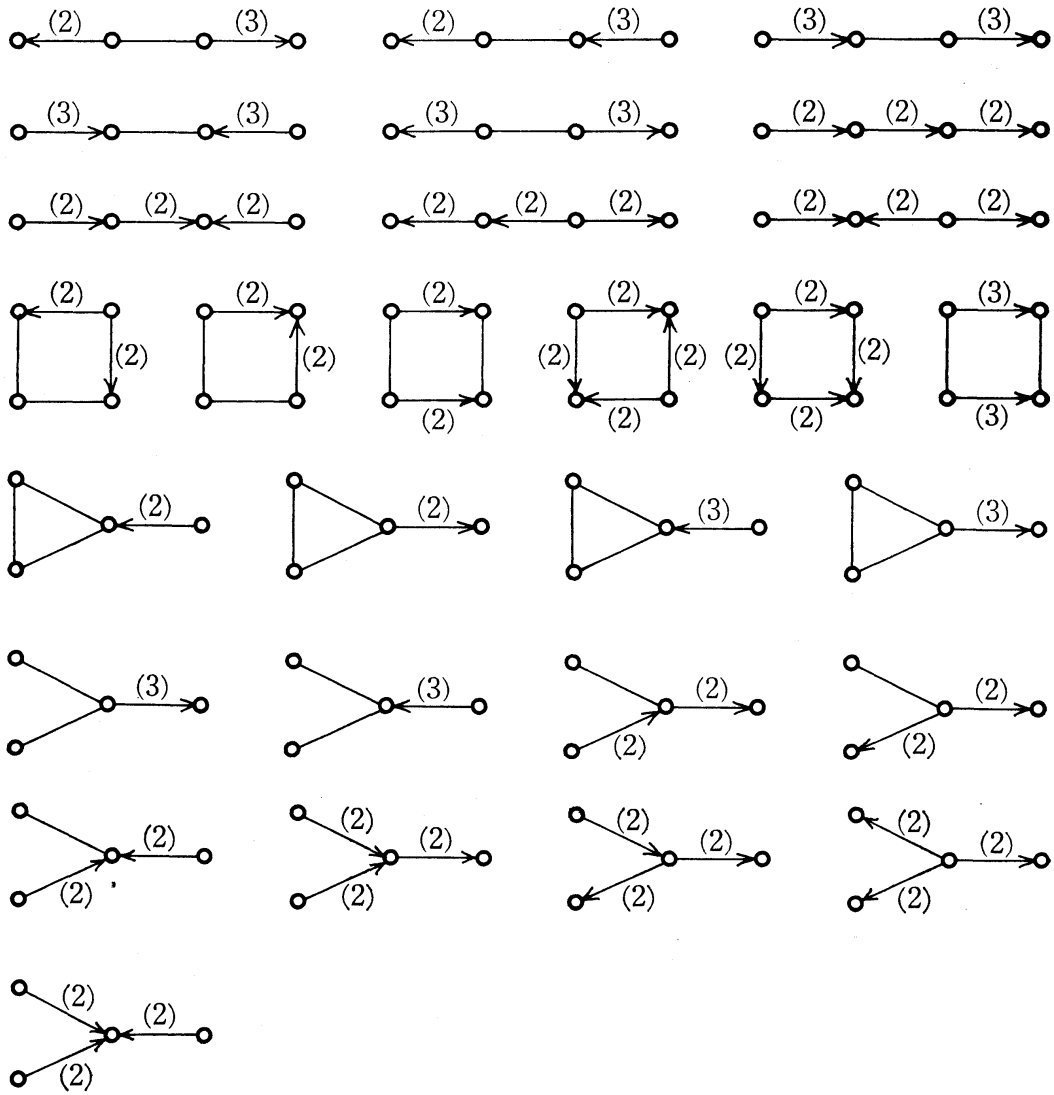 (2) (3) (2) (3) (3) (3)
(3) (3) (3) (3) (2) (2) (2)
(2) (2) (2) (2) (2) (2) (2) (2) (2)
(2) (2) (2) (2) (2) (3)
(2) (2) (2) (2) (2) (2)
(2) (2) (2) (3)
(2) (2) (3) (3)
(3) (3) (2) (2)
(2) (2)
(2) (2) (2) (2) (2) (2)
(2) (2) (2) (2)
(2) (2)
(2)